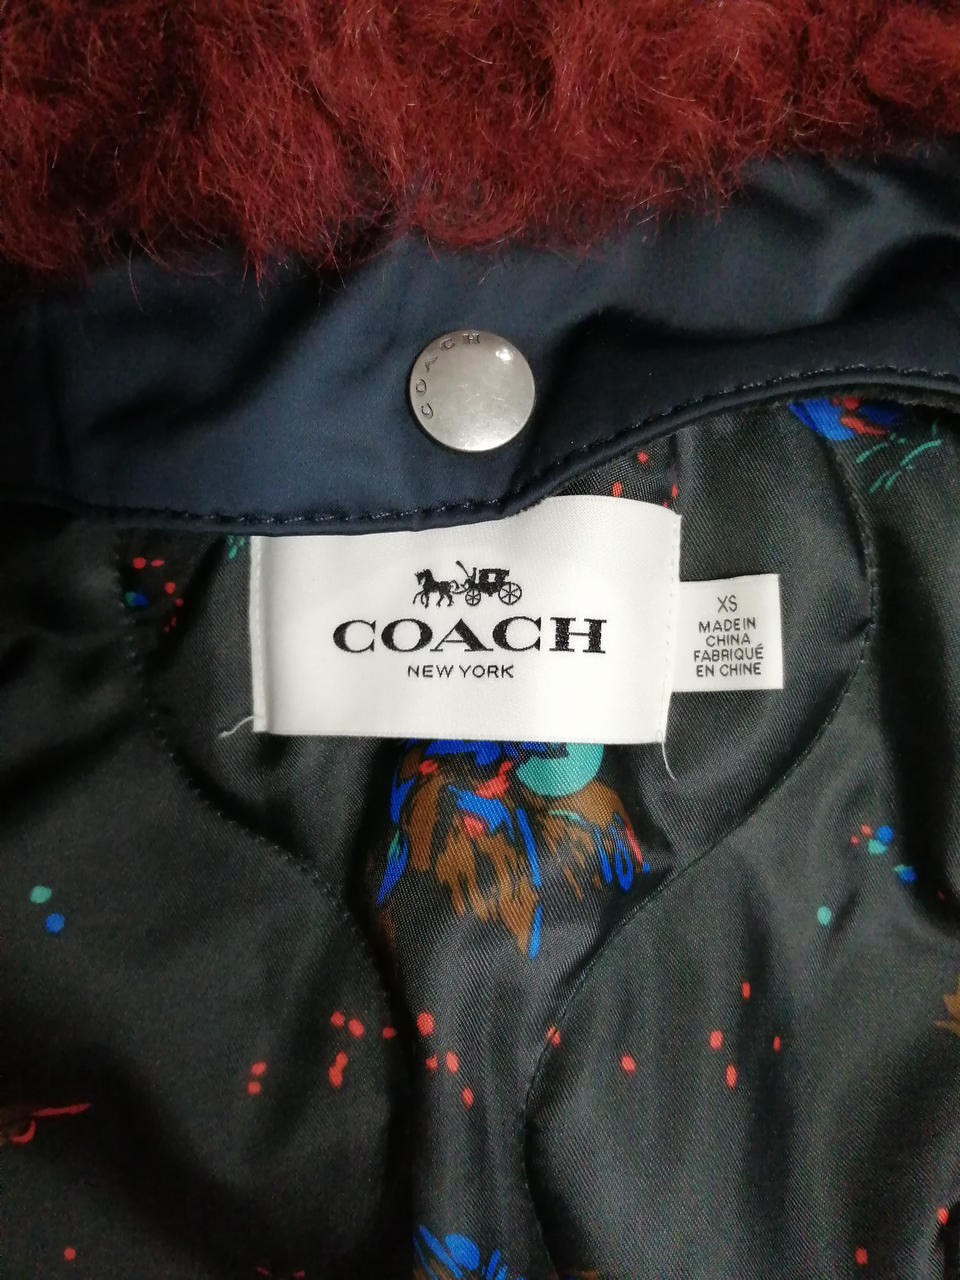 COACH
COACH
NEW YORK
XS
MADE IN
CHINA
FABRIQUÉ
EN CHINE